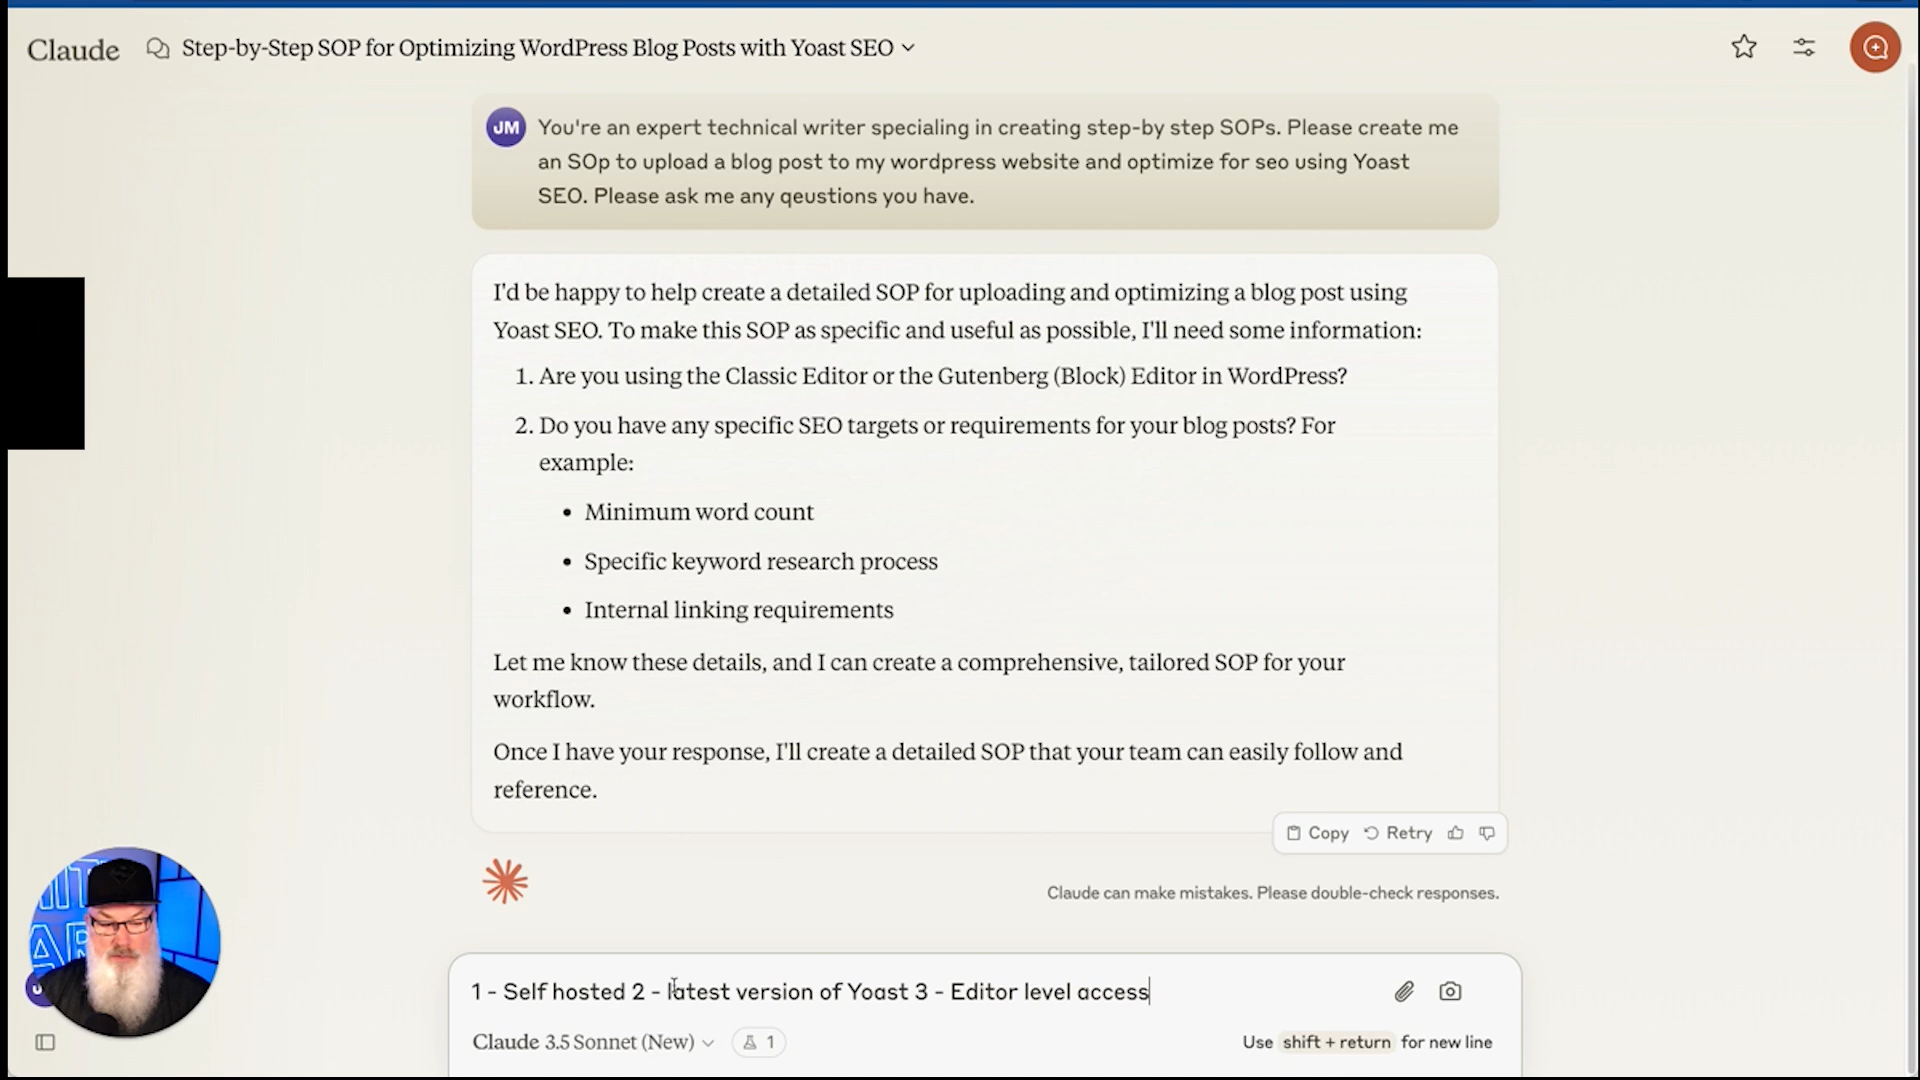 Claude
Step-by-Step SOP for Optimizing WordPress Blog Posts with Yoast SEO
JM
You're an expert technical writer specialing in creating step-by step SOPs. Please create me
an SOp to upload a blog post to my wordpress website and optimize for seo using Yoast
SEO. Please ask me any qeustions you have.
I'd be happy to help create a detailed SOP for uploading and optimizing a blog post using
Yoast SEO. To make this SOP as specific and useful as possible, I'll need some information:
1. Are you using the Classic Editor or the Gutenberg (Block) Editor in WordPress?
2. Do you have any specific SEO targets or requirements for your blog posts? For
example:
• Minimum word count
• Specific keyword research process
• Internal linking requirements
Let me know these details, and I can create a comprehensive, tailored SOP for your
workflow.
Once I have your response, I'll create a detailed SOP that your team can easily follow and
reference.
Copy Retry
Claude can make mistakes. Please double-check responses.
1 - Self hosted 2 - latest version of Yoast 3 - Editor level access
Claude 3.5 Sonnet (New) 1
Use shift + return for new line